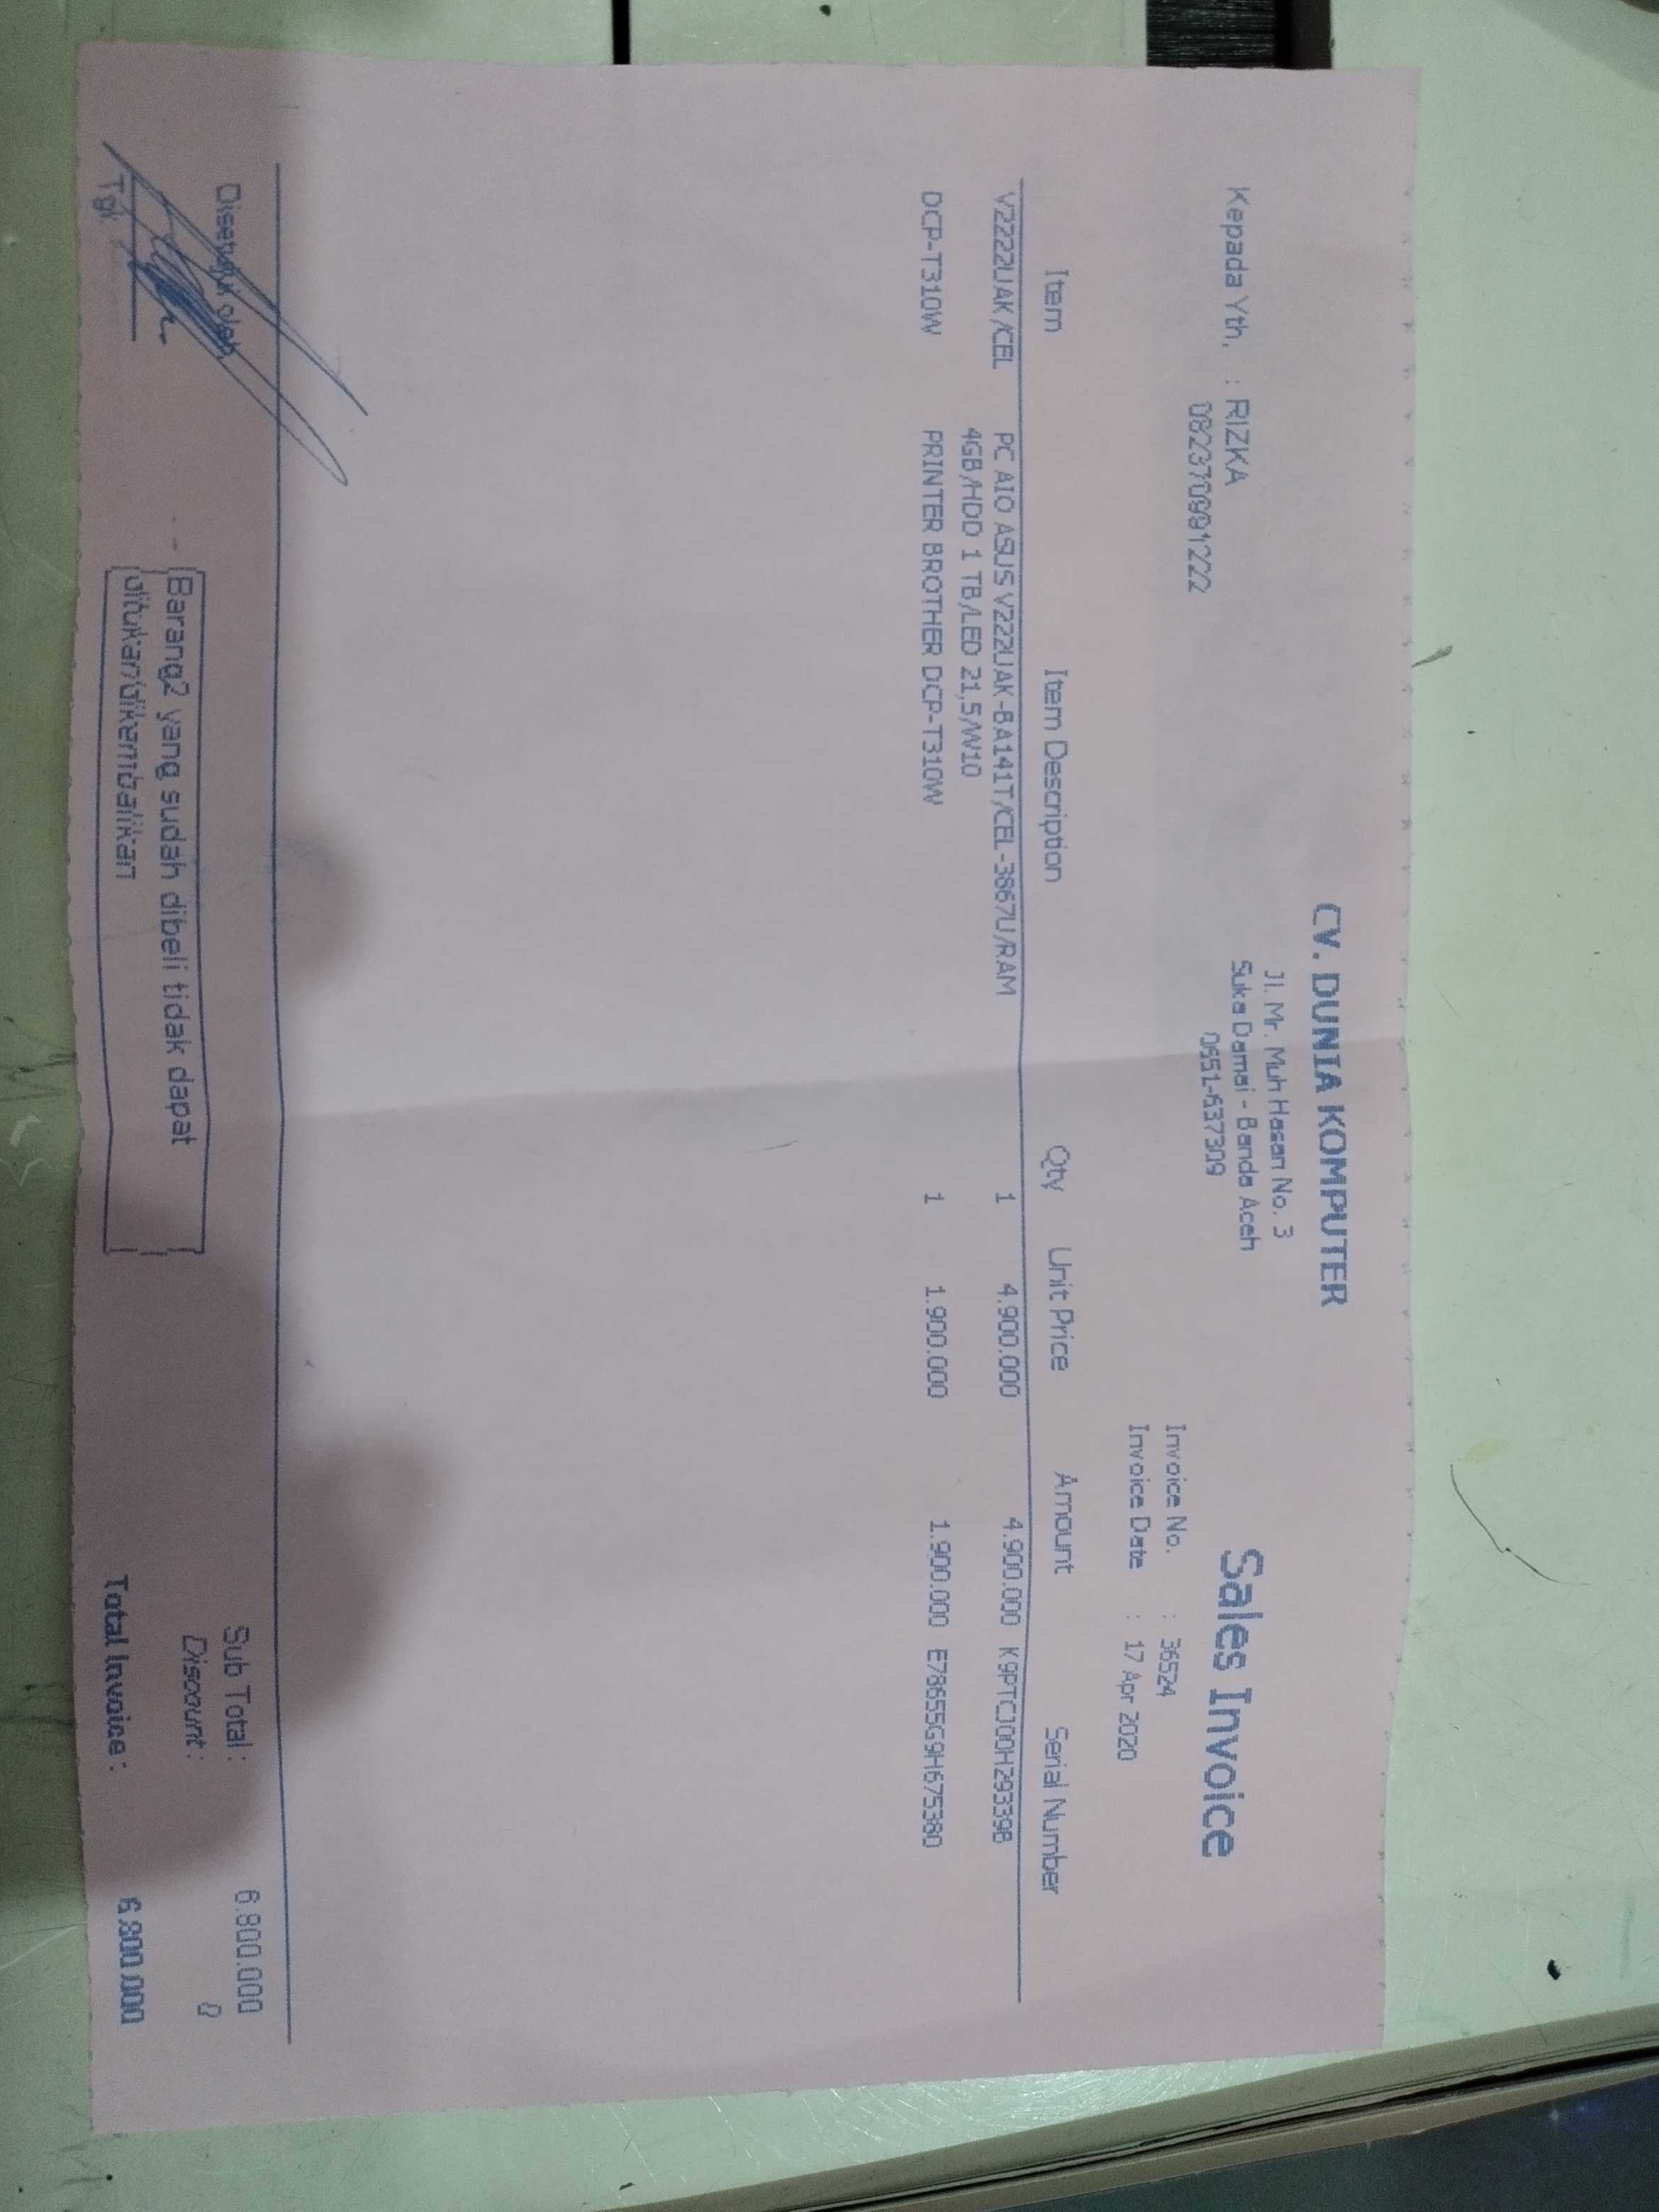 CV. DUNIA KOMPUTER
Jl. Mr. Muh Hasan No. 3
Suka Damai - Banda Aceh
0651-637309
Sales Invoice
Kepada Yth, : RIZKA
082370991222
Invoice No. : 36524
Invoice Date : 17 Apr 2020
Item Item Description Qty Unit Price Amount Serial Number
V2222UAK/CEL PC AIO ASUS V222UAK-BA141T/CEL-3867U/RAM 1 4.900.000 4.900.000 K9PTCJ00H29339B
4GB/HDD 1 TB/LED 21,5/W10
DCP-T310W PRINTER BROTHER DCP-T310W 1 1.900.000 1.900.000 E78655G9H675380
Disetujui oleh
Tgl.
Barang2 yang sudah dibeli tidak dapat
ditukan/dikembalikan
Sub Total : 6.800.000
Discount : 0
Total Invoice : 6.800.000